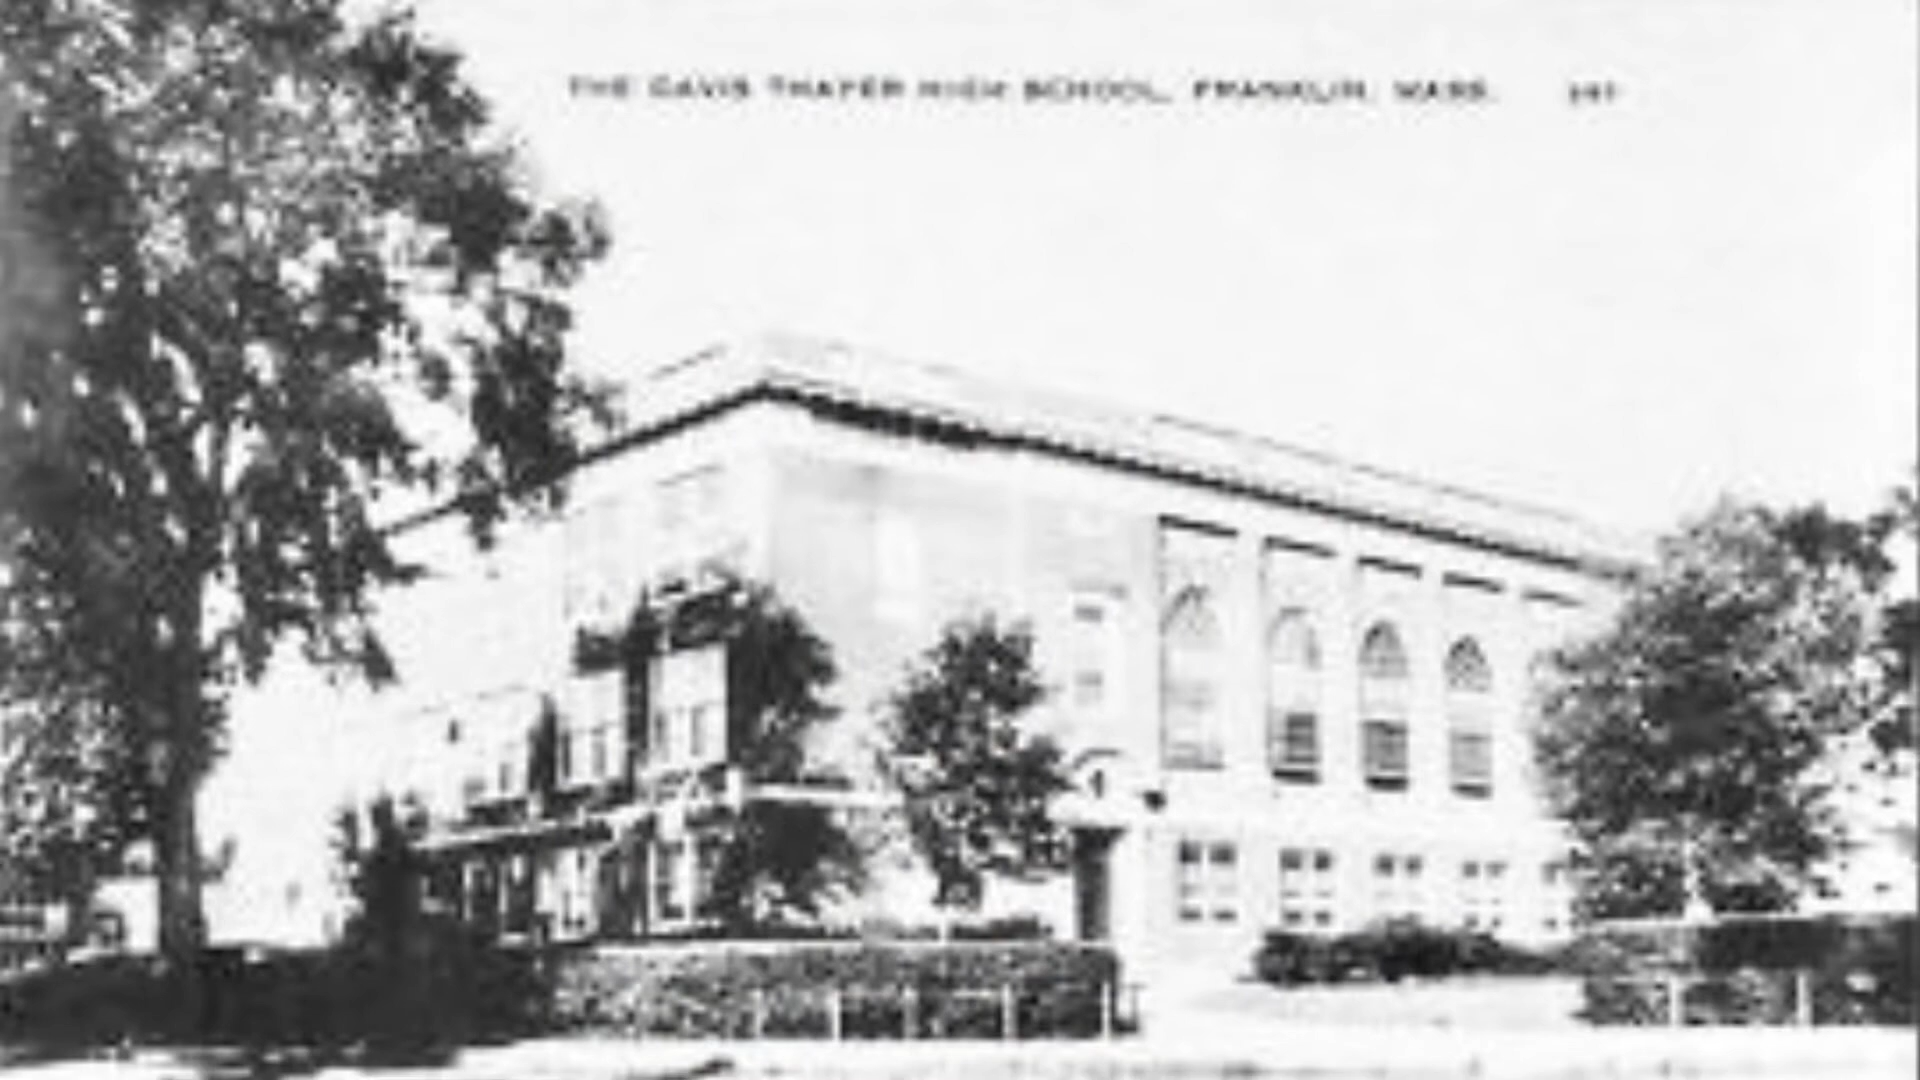 THE DAVIS THAYER HIGH SCHOOL, FRANKLIN, MASS.